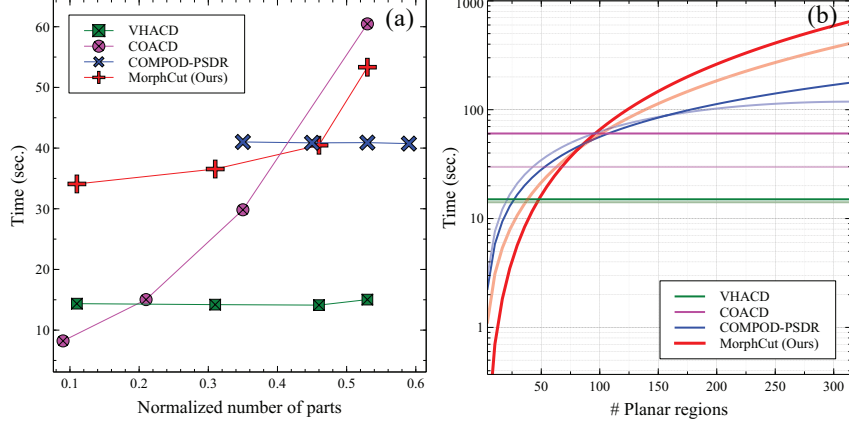 (a)
VHACD
COACD
COMPOD-PSDR
MorphCut (Ours)
60
50
40
30
20
10
Time (sec.)
0.1 0.2 0.3 0.4 0.5 0.6
Normalized number of parts
(b)
1000
100
10
1
Time (sec.)
VHACD
COACD
COMPOD-PSDR
MorphCut (Ours)
50 100 150 200 250 300
# Planar regions